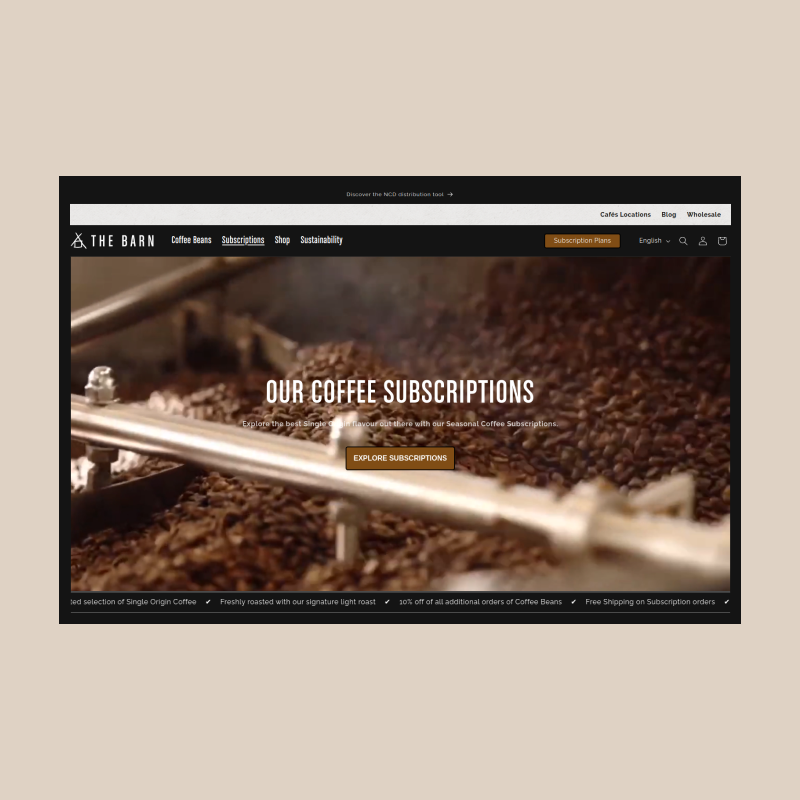 Discover the NCD distribution tool →
Cafés Locations Blog Wholesale
THE BARN Coffee Beans Subscriptions Shop Sustainability Subscription Plans English
OUR COFFEE SUBSCRIPTIONS
Explore the best Single Origin flavour out there with our Seasonal Coffee Subscriptions.
EXPLORE SUBSCRIPTIONS
ted selection of Single Origin Coffee ✔ Freshly roasted with our signature light roast ✔ 10% off of all additional orders of Coffee Beans ✔ Free Shipping on Subscription orders ✔